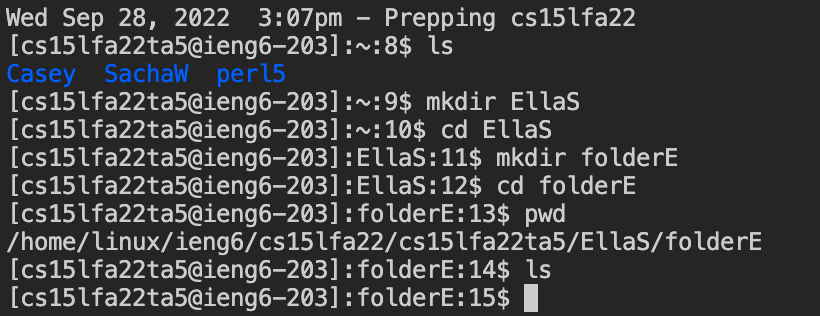 Wed Sep 28, 2022  3:07pm - Prepping cs15lfa22
[cs15lfa22ta5@ieng6-203]:~:8$ ls
Casey  SachaW  perl5
[cs15lfa22ta5@ieng6-203]:~:9$ mkdir EllaS
[cs15lfa22ta5@ieng6-203]:~:10$ cd EllaS
[cs15lfa22ta5@ieng6-203]:EllaS:11$ mkdir folderE
[cs15lfa22ta5@ieng6-203]:EllaS:12$ cd folderE
[cs15lfa22ta5@ieng6-203]:folderE:13$ pwd
/home/linux/ieng6/cs15lfa22/cs15lfa22ta5/EllaS/folderE
[cs15lfa22ta5@ieng6-203]:folderE:14$ ls
[cs15lfa22ta5@ieng6-203]:folderE:15$